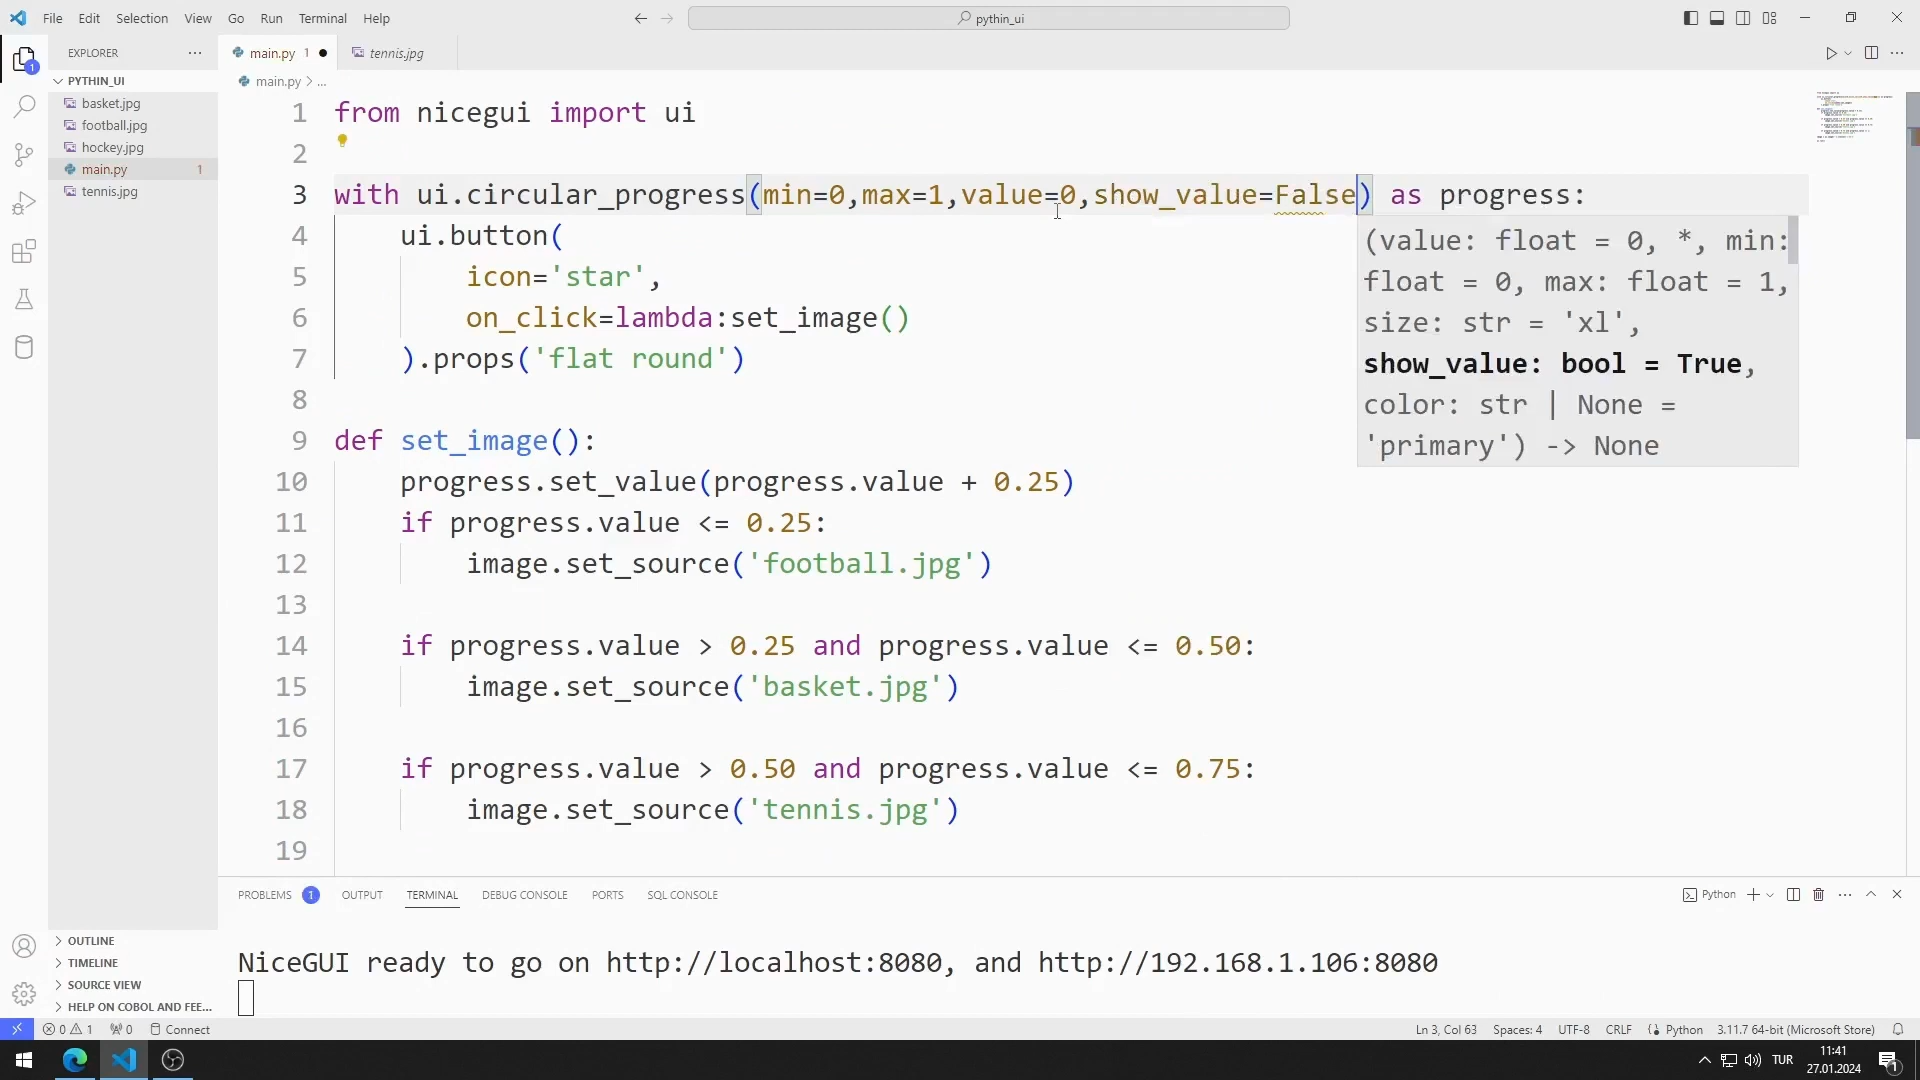 File Edit Selection View Go Run Terminal Help
pythin_ui
EXPLORER
main.py 1
tennis.jpg
PYTHIN_UI
main.py > ...
basket.jpg
football.jpg
hockey.jpg
main.py 1
tennis.jpg
1 from nicegui import ui
2
3 with ui.circular_progress(min=0,max=1,value=0,show_value=False) as progress:
4 ui.button(
5 icon='star',
6 on_click=lambda:set_image()
7 ).props('flat round')
8
9 def set_image():
10 progress.set_value(progress.value + 0.25)
11 if progress.value <= 0.25:
12 image.set_source('football.jpg')
13
14 if progress.value > 0.25 and progress.value <= 0.50:
15 image.set_source('basket.jpg')
16
17 if progress.value > 0.50 and progress.value <= 0.75:
18 image.set_source('tennis.jpg')
19
(value: float = 0, *, min:
float = 0, max: float = 1,
size: str = 'xl',
show_value: bool = True,
color: str | None =
'primary') -> None
PROBLEMS 1 OUTPUT TERMINAL DEBUG CONSOLE PORTS SQL CONSOLE
Python
NiceGUI ready to go on http://localhost:8080, and http://192.168.1.106:8080
OUTLINE
TIMELINE
SOURCE VIEW
HELP ON COBOL AND FEE...
0 1 0 Connect
Ln 3, Col 63 Spaces: 4 UTF-8 CRLF Python 3.11.7 64-bit (Microsoft Store)
TUR
11:41
27.01.2024
1